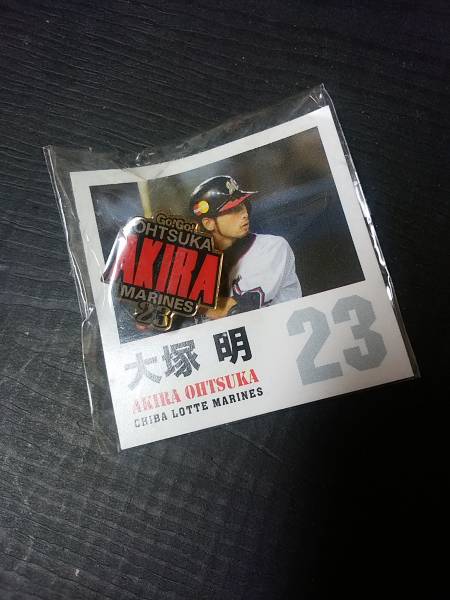 Go!Go!
OHTSUKA
AKIRA
MARINES
23
大塚 明
23
AKIRA OHTSUKA
CHIBA LOTTE MARINES